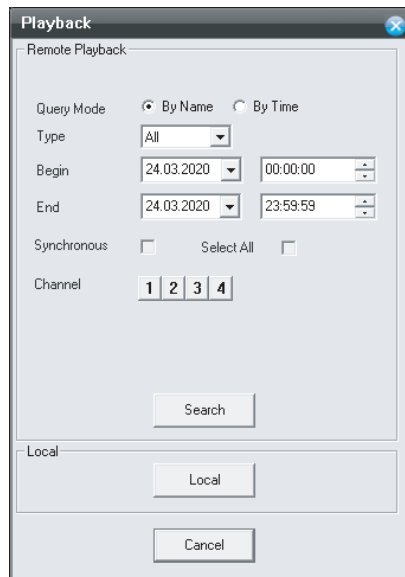 Playback
Remote Playback
Query Mode By Name By Time
Type All
Begin 24.03.2020 00:00:00
End 24.03.2020 23:59:59
Synchronous Select All
Channel 1 2 3 4
Search
Local
Local
Cancel